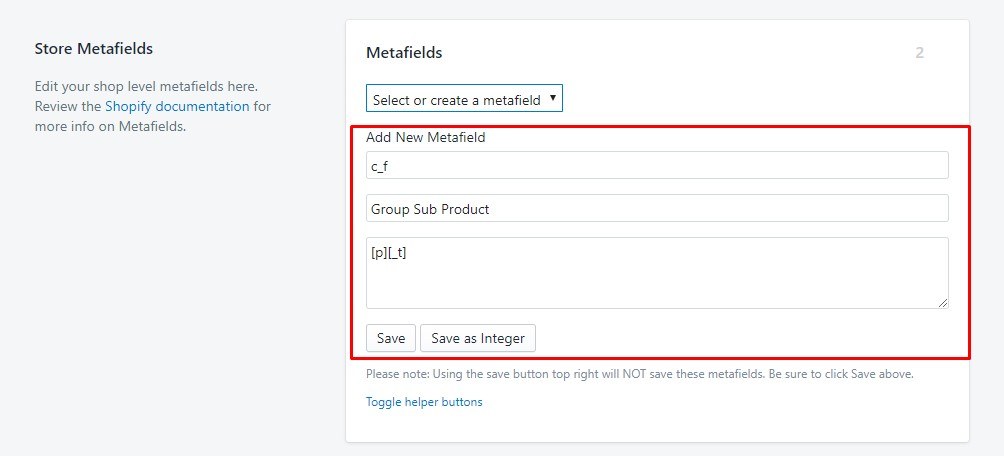 Store Metafields
Edit your shop level metafields here.
Review the Shopify documentation for
more info on Metafields.
Metafields
2
Select or create a metafield
Add New Metafield
c_f
Group Sub Product
[p][_t]
Save
Save as Integer
Please note: Using the save button top right will NOT save these metafields. Be sure to click Save above.
Toggle helper buttons